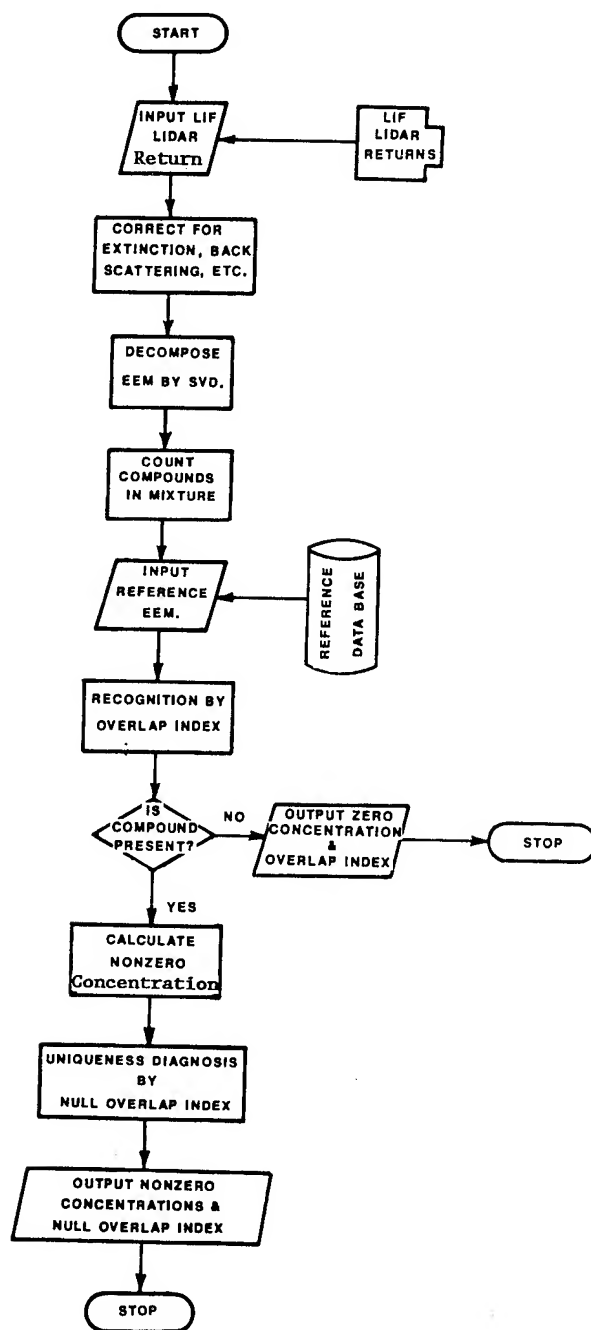 START
INPUT LIF
LIDAR
Return
LIF
LIDAR
RETURNS
CORRECT FOR
EXTINCTION, BACK
SCATTERING, ETC.
DECOMPOSE
EEM BY SVD.
COUNT
COMPOUNDS
IN MIXTURE
INPUT
REFERENCE
EEM.
REFERENCE
DATA BASE
RECOGNITION BY
OVERLAP INDEX
IS
COMPOUND
PRESENT?
NO
OUTPUT ZERO
CONCENTRATION
&
OVERLAP INDEX
STOP
YES
CALCULATE
NONZERO
Concentration
UNIQUENESS DIAGNOSIS
BY
NULL OVERLAP INDEX
OUTPUT NONZERO
CONCENTRATIONS &
NULL OVERLAP INDEX
STOP